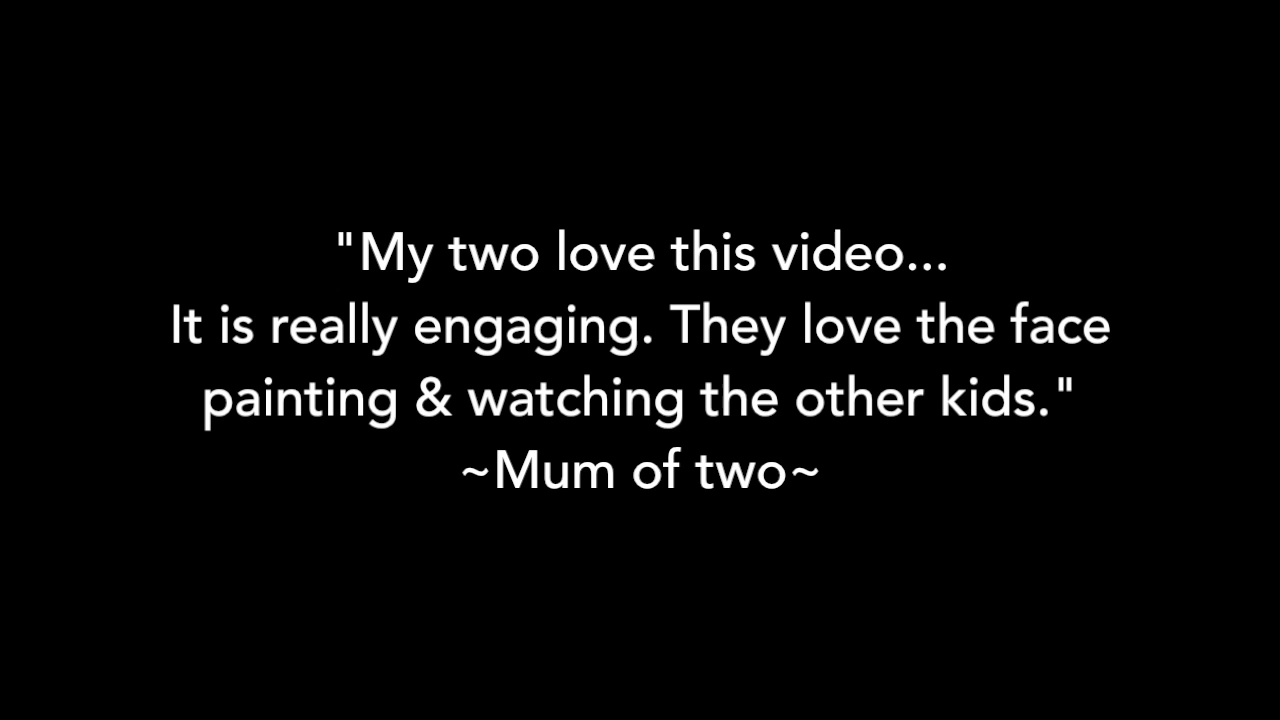 "My two love this video...
It is really engaging. They love the face
painting & watching the other kids."
~Mum of two~